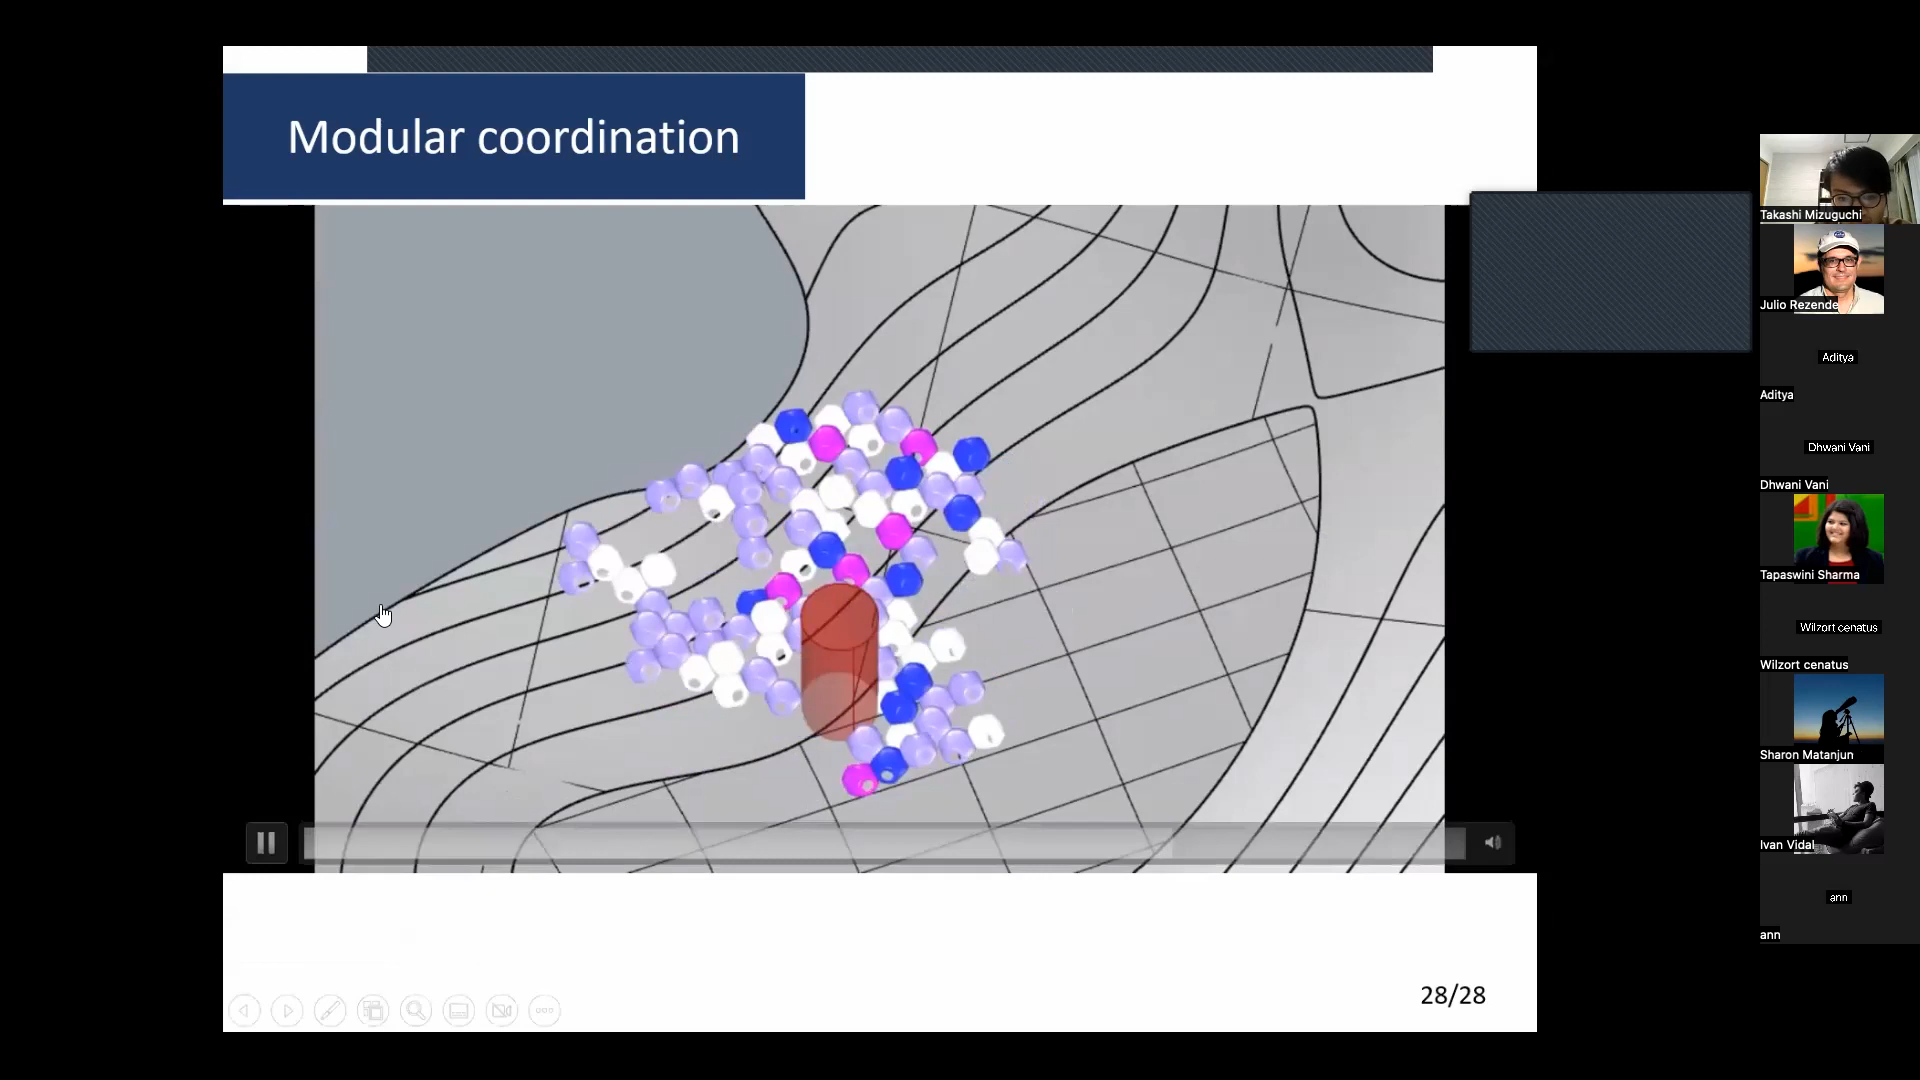 Modular coordination
28/28
Takashi Mizuguchi
Julio Rezende
Aditya
Aditya
Dhwani Vani
Dhwani Vani
Tapaswini Sharma
Wilzort cenatus
Wilzort cenatus
Sharon Matanjun
Ivan Vidal
ann
ann